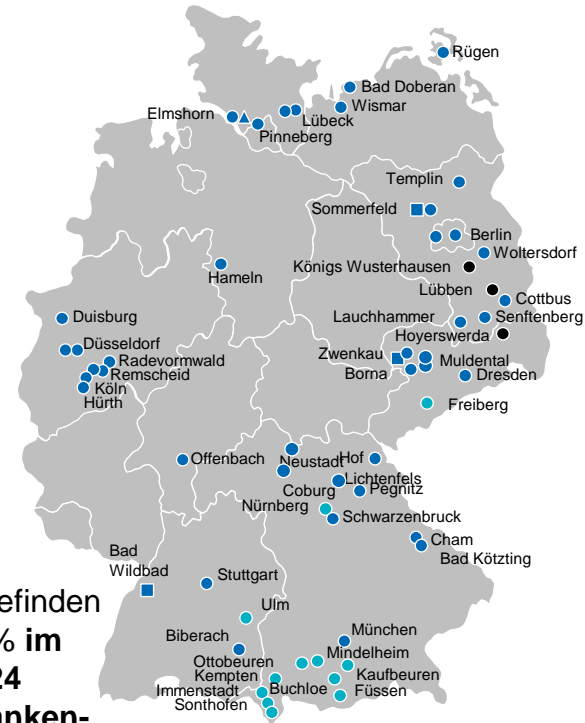 Rügen
Bad Doberan
Wismar
Elmshorn
Lübeck
Pinneberg
Templin
Sommerfeld
Berlin
Woltersdorf
Königs Wusterhausen
Hameln
Lübben
Cottbus
Duisburg
Lauchhammer
Senftenberg
Hoyerswerda
Düsseldorf
Zwenkau
Radevormwald
Muldental
Remscheid
Borna
Dresden
Köln
Hürth
Freiberg
Offenbach
Neustadt
Hof
Lichtenfels
Coburg
Pegnitz
Nürnberg
Schwarzenbruck
Cham
Bad
Wildbad
Bad Kötzting
Stuttgart
efinden
Ulm
% im
Biberach
München
Ottobeuren
Mindelheim
24
Kempten
Kaufbeuren
Immenstadt
Buchloe
Füssen
Sonthofen
anken-